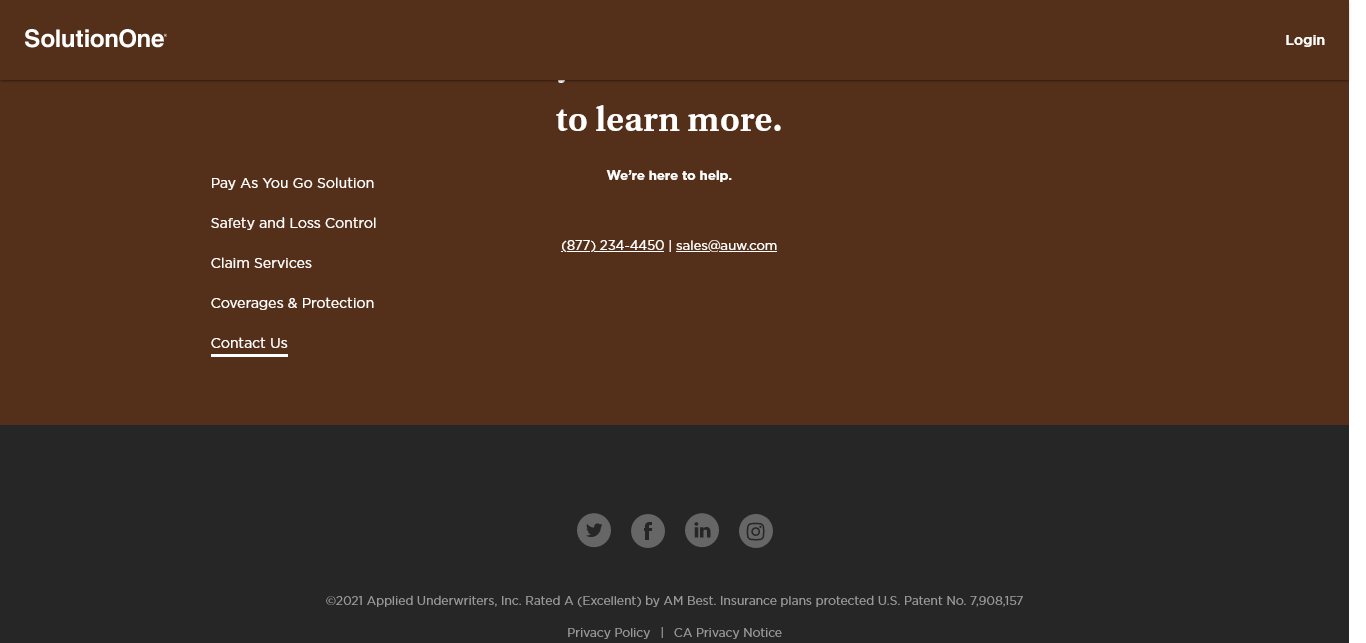 SolutionOne
Login
to learn more.
We're here to help.
(877) 234-4450 | sales@auw.com
Pay As You Go Solution
Safety and Loss Control
Claim Services
Coverages & Protection
Contact Us
©2021 Applied Underwriters, Inc. Rated A (Excellent) by AM Best. Insurance plans protected U.S. Patent No. 7,908,157
Privacy Policy | CA Privacy Notice